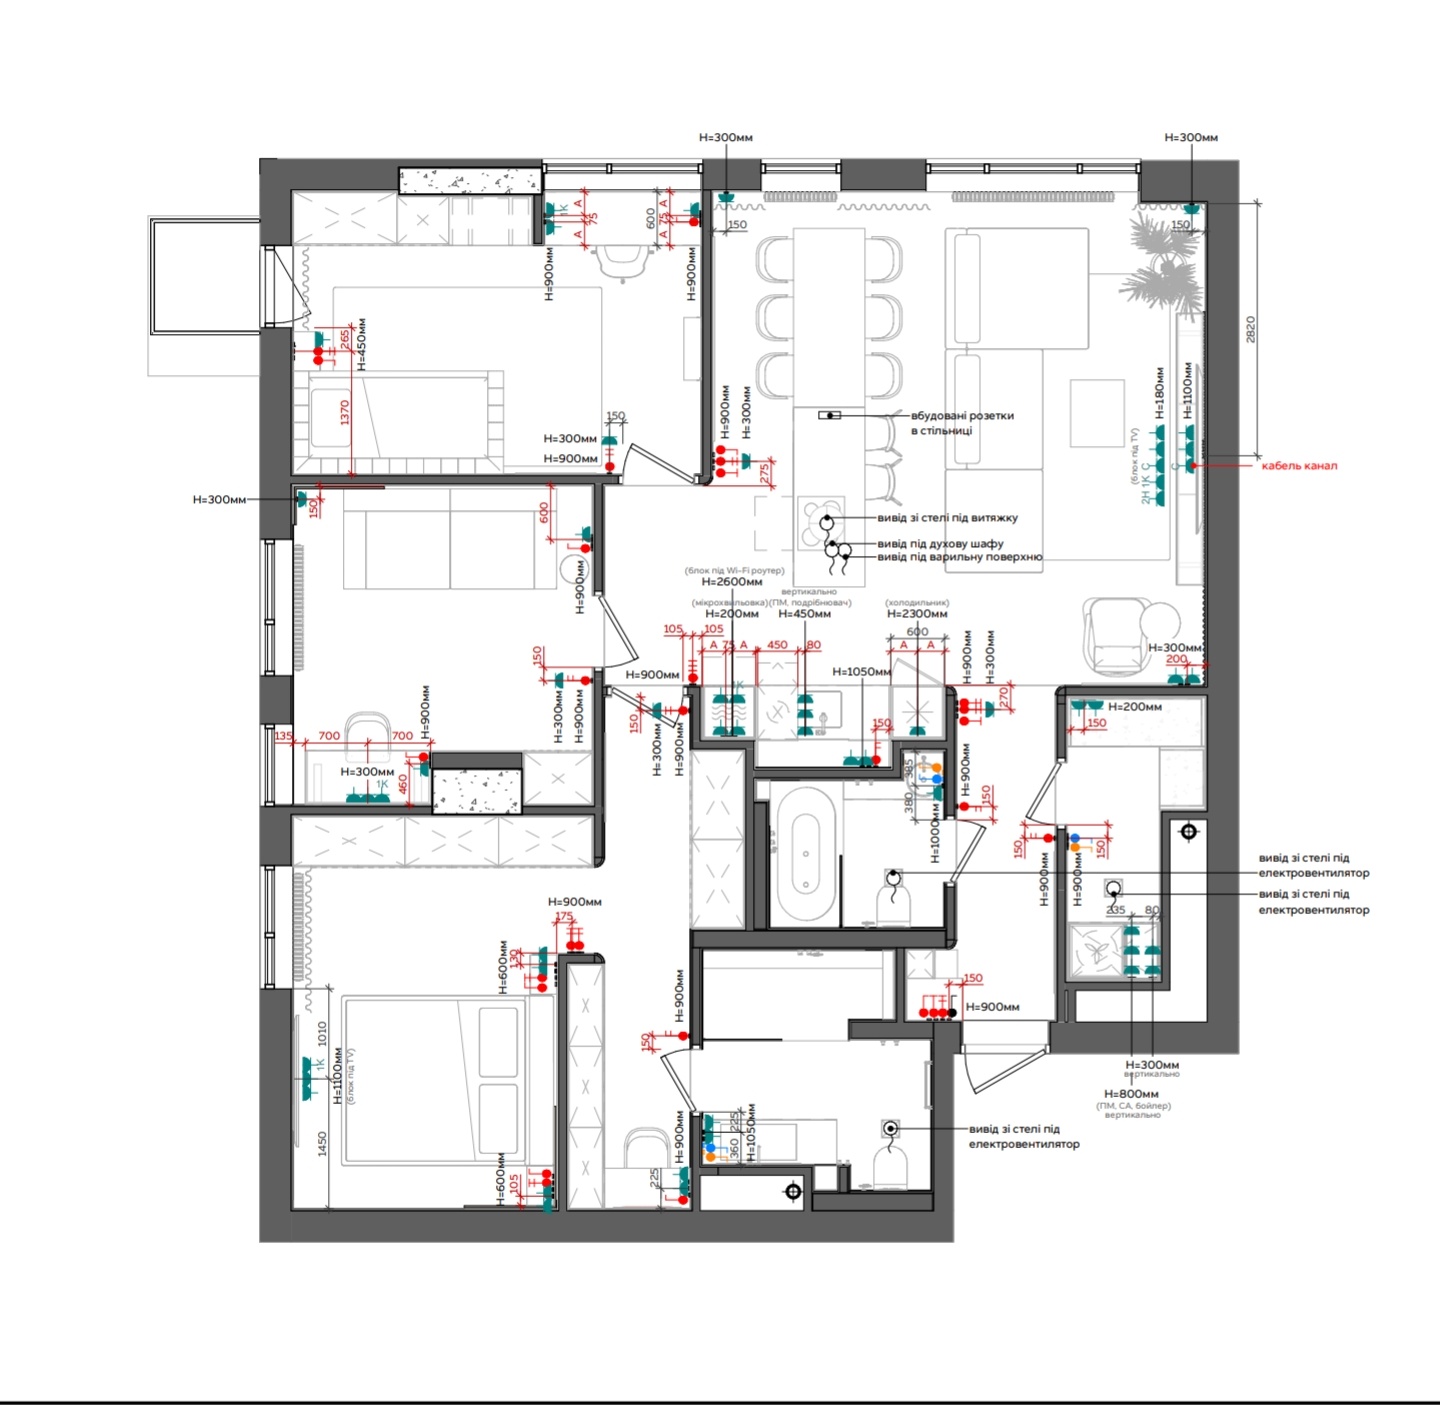 H=300мм
H=300мм
A
1K
75
A
600
A
75
A
150
150
H=900мм
H=900мм
2820
265
H=450мм
1370
150
H=300мм
H=900мм
H=900мм
H=300мм
275
вбудовані розетки
в стільниці
H=180мм
H=1100мм
(блок під TV)
2H 1K C
C
кабель канал
H=300мм
150
600
H=900мм
вивід зі стелі під витяжку
вивід під духову шафу
вивід під варильну поверхню
(блок під Wi-Fi роутер)
H=2600мм
вертикально
(мікрохвильовка)(ПМ, подрібнювач)
(холодильник)
H=200мм
H=450мм
H=2300мм
105
105
600
A
75
A
450
80
A
A
150
H=900мм
H=1050мм
H=900мм
H=300мм
270
H=300мм
200
H=300мм
H=900мм
H=900мм
150
H=300мм
H=900мм
1K
150
H=200мм
150
135
700
700
H=300мм
1K
460
385
380
H=1000мм
H=900мм
150
150
H=900мм
H=900мм
150
вивід зі стелі під
електровентилятор
вивід зі стелі під
електровентилятор
235
80
H=900мм
175
H=600мм
130
H=900мм
150
150
H=900мм
1010
1K
H=1100мм
(блок під TV)
1450
H=600мм
105
H=900мм
225
225
360
H=1050мм
вивід зі стелі під
електровентилятор
H=300мм
вертикально
H=800мм
(ПМ, СА, бойлер)
вертикально